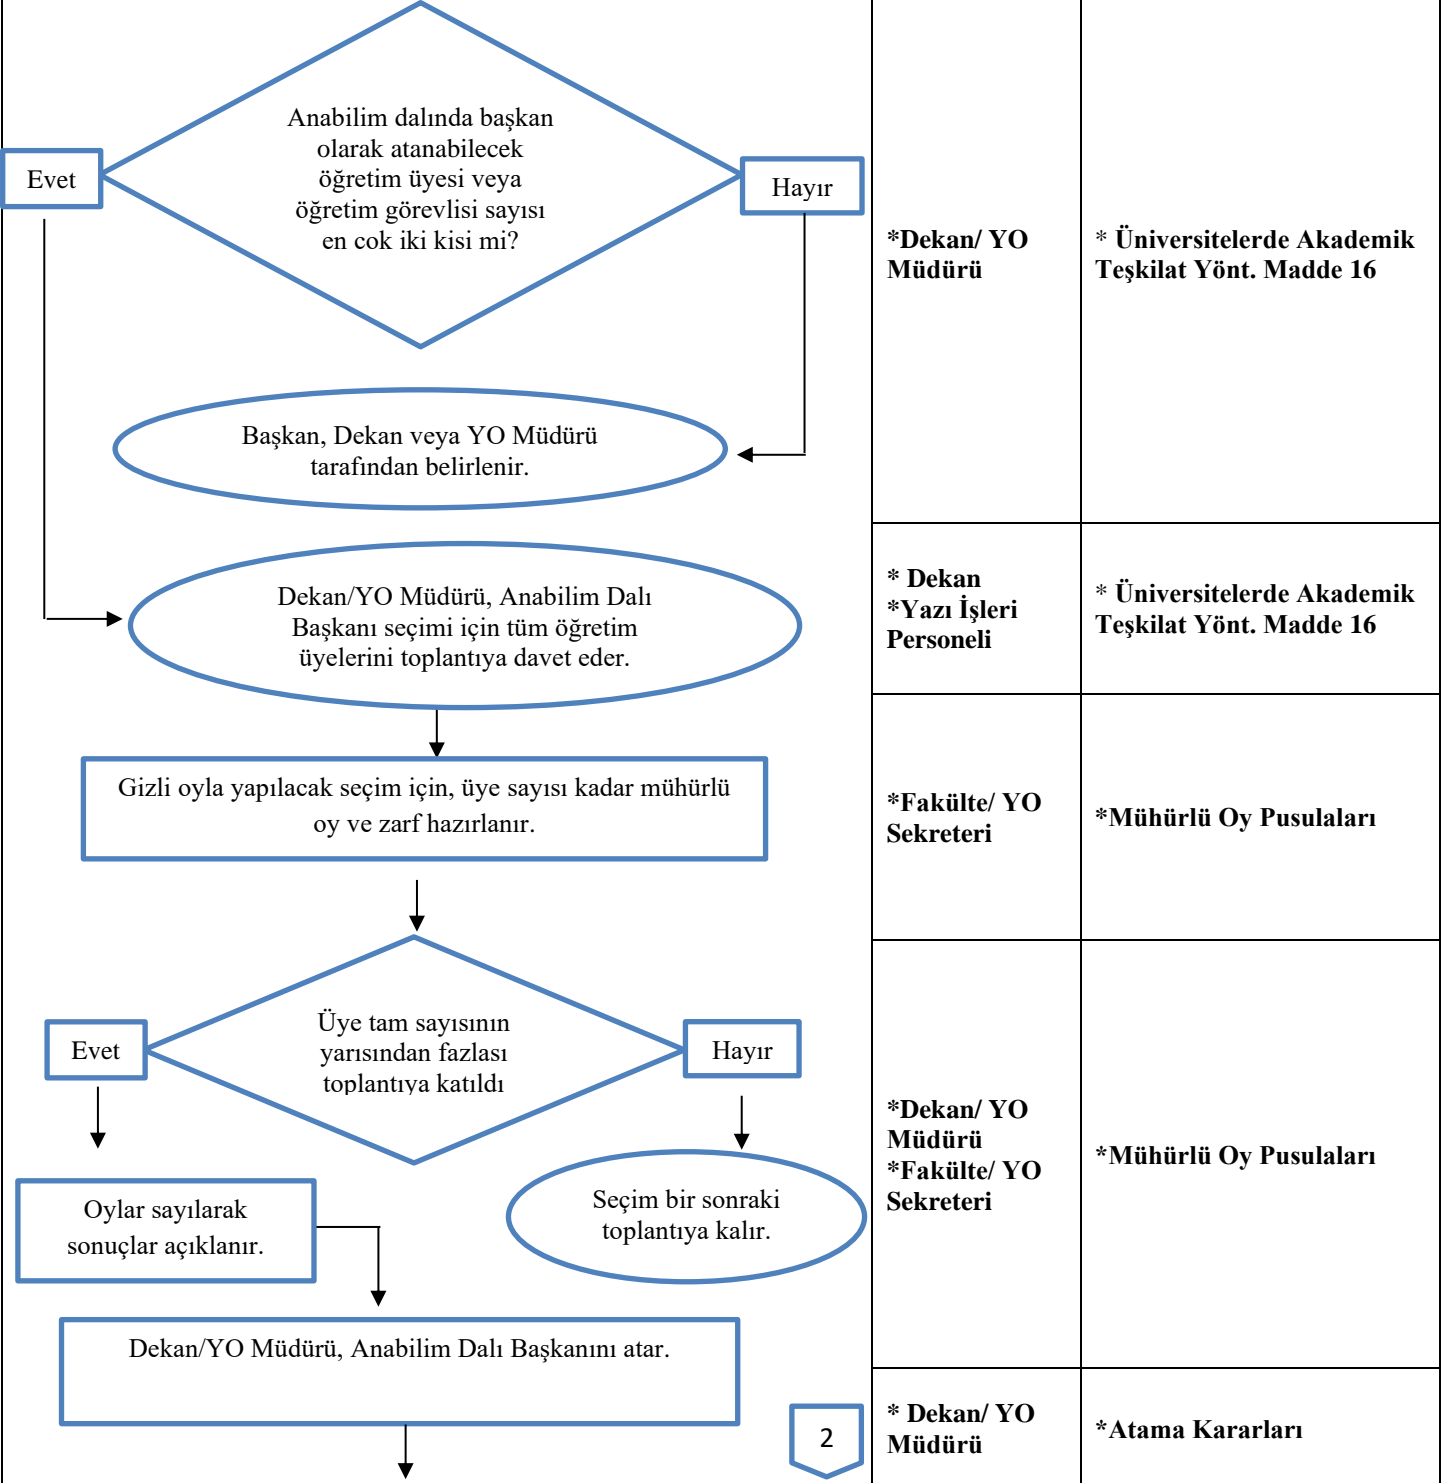 Anabilim dalında başkan
olarak atanabilecek
öğretim üyesi veya
öğretim görevlisi sayısı
en cok iki kisi mi?
Evet
Hayır
*Dekan/ YO
Müdürü
* Üniversitelerde Akademik
Teşkilat Yönt. Madde 16
Başkan, Dekan veya YO Müdürü
tarafından belirlenir.
Dekan/YO Müdürü, Anabilim Dalı
Başkanı seçimi için tüm öğretim
üyelerini toplantıya davet eder.
* Dekan
*Yazı İşleri
Personeli
* Üniversitelerde Akademik
Teşkilat Yönt. Madde 16
Gizli oyla yapılacak seçim için, üye sayısı kadar mühürlü
oy ve zarf hazırlanır.
*Fakülte/ YO
Sekreteri
*Mühürlü Oy Pusulaları
Üye tam sayısının
yarısından fazlası
toplantıya katıldı
Evet
Hayır
*Dekan/ YO
Müdürü
*Fakülte/ YO
Sekreteri
*Mühürlü Oy Pusulaları
Oylar sayılarak
sonuçlar açıklanır.
Seçim bir sonraki
toplantıya kalır.
Dekan/YO Müdürü, Anabilim Dalı Başkanını atar.
2
* Dekan/ YO
Müdürü
*Atama Kararları